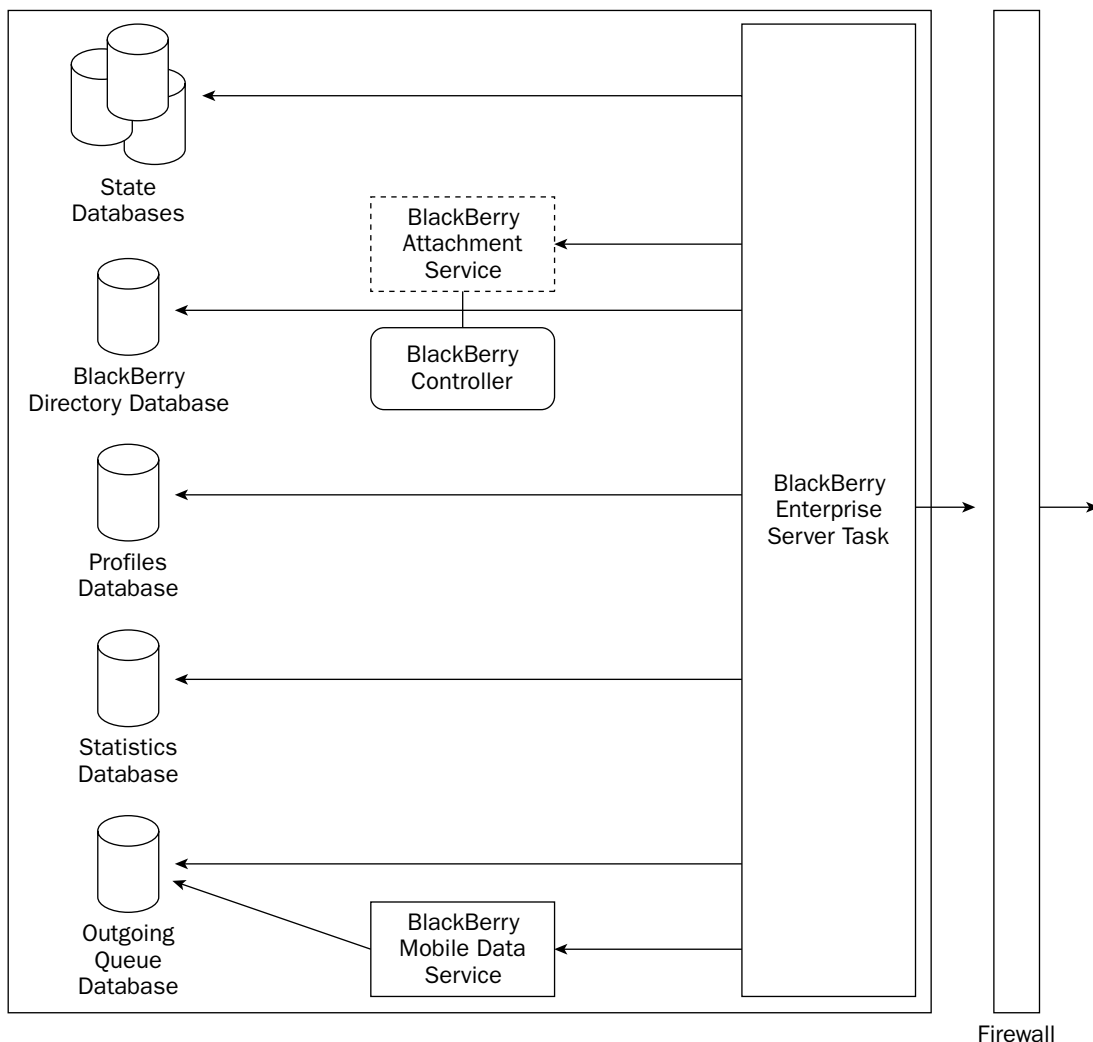 State
Databases
BlackBerry
Attachment
Service
BlackBerry
Directory Database
BlackBerry
Controller
Profiles
Database
BlackBerry
Enterprise
Server Task
Statistics
Database
Outgoing
Queue
Database
BlackBerry
Mobile Data
Service
Firewall